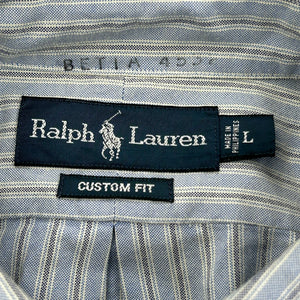 Ralph Lauren
L
MADE IN
PHILIPPINES
CUSTOM FIT